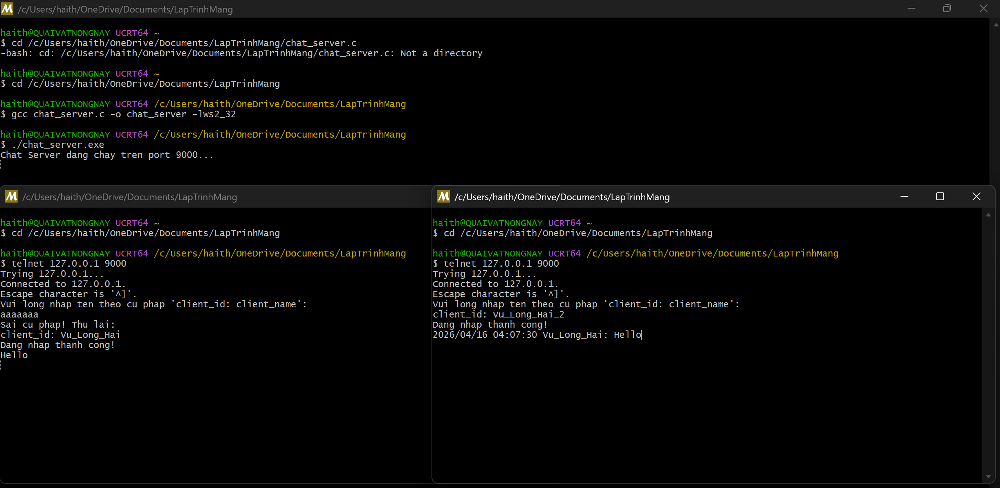 /c/Users/haith/OneDrive/Documents/LapTrinhMang
haith@QUAIVATNONGNAY UCRT64 ~
$ cd /c/Users/haith/OneDrive/Documents/LapTrinhMang/chat_server.c
-bash: cd: /c/Users/haith/OneDrive/Documents/LapTrinhMang/chat_server.c: Not a directory
haith@QUAIVATNONGNAY UCRT64 ~
$ cd /c/Users/haith/OneDrive/Documents/LapTrinhMang
haith@QUAIVATNONGNAY UCRT64 /c/Users/haith/OneDrive/Documents/LapTrinhMang
$ gcc chat_server.c -o chat_server -lws2_32
haith@QUAIVATNONGNAY UCRT64 /c/Users/haith/OneDrive/Documents/LapTrinhMang
$ ./chat_server.exe
Chat Server dang chay tren port 9000...
/c/Users/haith/OneDrive/Documents/LapTrinhMang
haith@QUAIVATNONGNAY UCRT64 ~
$ cd /c/Users/haith/OneDrive/Documents/LapTrinhMang
haith@QUAIVATNONGNAY UCRT64 /c/Users/haith/OneDrive/Documents/LapTrinhMang
$ telnet 127.0.0.1 9000
Trying 127.0.0.1...
Connected to 127.0.0.1.
Escape character is '^]'.
Vui long nhap ten theo cu phap 'client_id: client_name':
aaaaaaa
Sai cu phap! Thu lai:
client_id: Vu_Long_Hai
Dang nhap thanh cong!
Hello
/c/Users/haith/OneDrive/Documents/LapTrinhMang
haith@QUAIVATNONGNAY UCRT64 ~
$ cd /c/Users/haith/OneDrive/Documents/LapTrinhMang
haith@QUAIVATNONGNAY UCRT64 /c/Users/haith/OneDrive/Documents/LapTrinhMang
$ telnet 127.0.0.1 9000
Trying 127.0.0.1...
Connected to 127.0.0.1.
Escape character is '^]'.
Vui long nhap ten theo cu phap 'client_id: client_name':
client_id: Vu_Long_Hai_2
Dang nhap thanh cong!
2026/04/16 04:07:30 Vu_Long_Hai: Hello